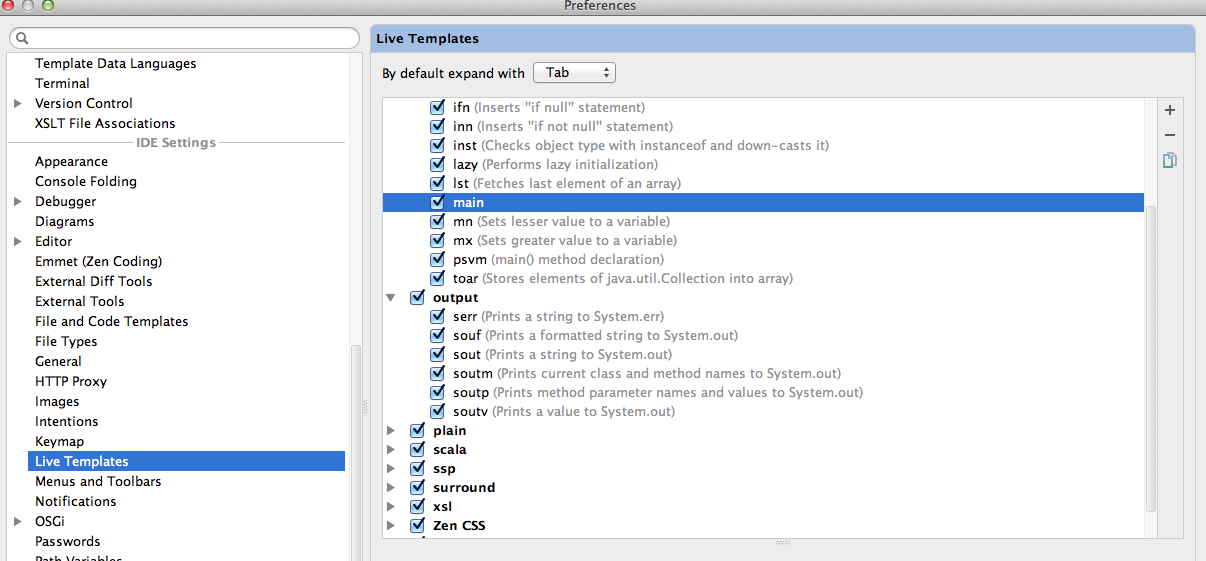 Preferences
Template Data Languages
Terminal
Version Control
XSLT File Associations
IDE Settings
Appearance
Console Folding
Debugger
Diagrams
Editor
Emmet (Zen Coding)
External Diff Tools
External Tools
File and Code Templates
File Types
General
HTTP Proxy
Images
Intentions
Keymap
Live Templates
Menus and Toolbars
Notifications
OSGi
Passwords
Path Variables
Live Templates
By default expand with Tab
ifn (Inserts "if null" statement)
inn (Inserts "if not null" statement)
inst (Checks object type with instanceof and down-casts it)
lazy (Performs lazy initialization)
lst (Fetches last element of an array)
main
mn (Sets lesser value to a variable)
mx (Sets greater value to a variable)
psvm (main() method declaration)
toar (Stores elements of java.util.Collection into array)
output
serr (Prints a string to System.err)
souf (Prints a formatted string to System.out)
sout (Prints a string to System.out)
soutm (Prints current class and method names to System.out)
soutp (Prints method parameter names and values to System.out)
soutv (Prints a value to System.out)
plain
scala
ssp
surround
xsl
Zen CSS